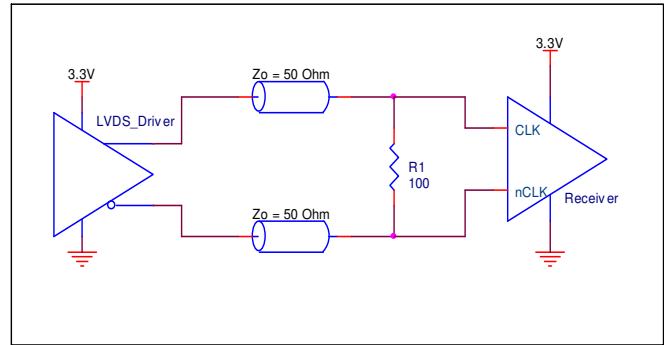 3.3V
3.3V
Zo = 50 Ohm
LVDS_Driver
CLK
R1
100
nCLK
Receiver
Zo = 50 Ohm